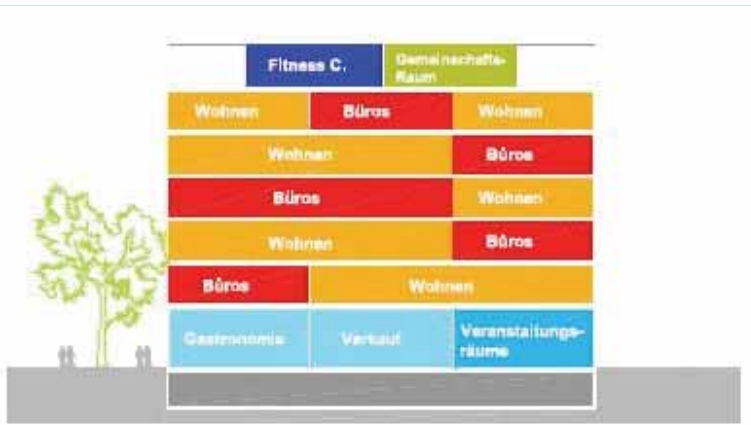 Fitness C.
Gemeinschafts-
Raum
Wohnen Büros Wohnen
Wohnen Büros
Büros Wohnen
Wohnen Büros
Büros Wohnen
Gastronomie Verkauf Veranstaltungs-
räume